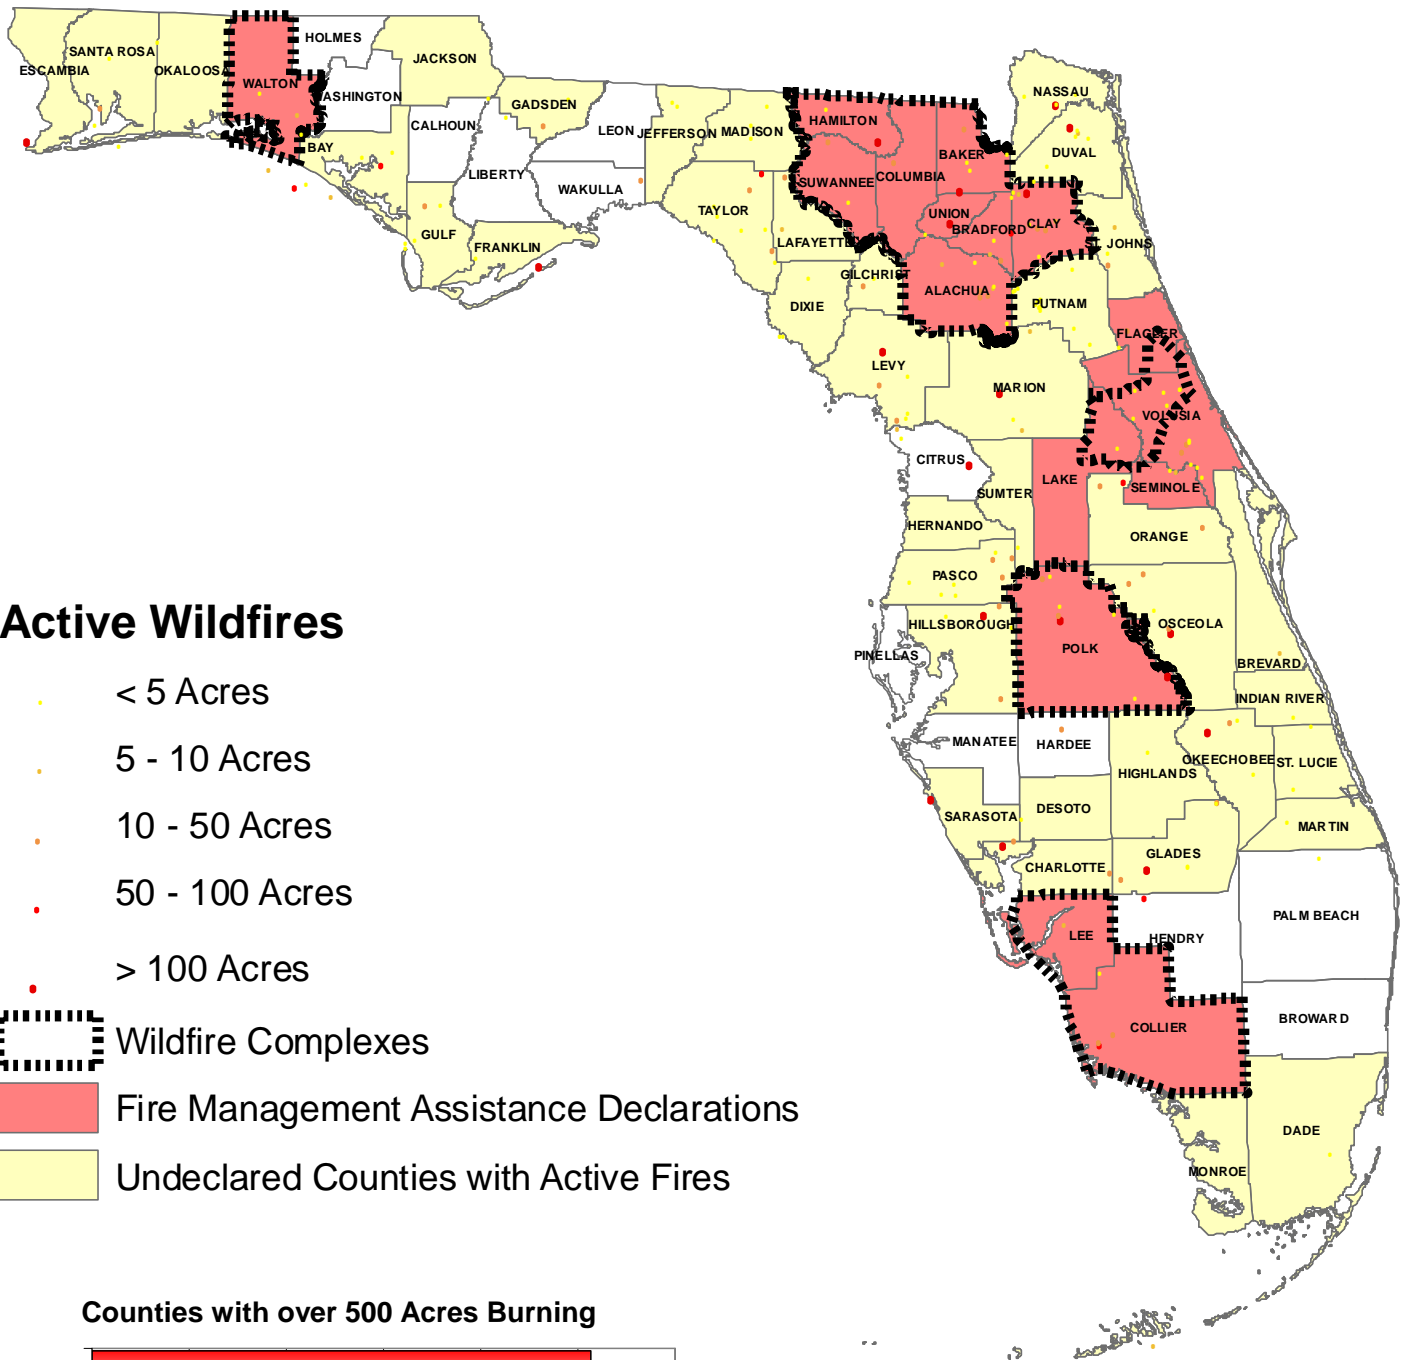 HOLMES
SANTA ROSA
JACKSON
ESCAMBIA
OKALOOSA
WALTON
ASHINGTON
NASSAU
GADSDEN
CALHOUN
LEON
JEFFERSON
MADISON
HAMILTON
BAY
DUVAL
BAKER
LIBERTY
WAKULLA
SUWANNEE
COLUMBIA
TAYLOR
UNION
BRADFORD
CLAY
GULF
FRANKLIN
LAFAYETTE
ST. JOHNS
GILCHRIST
ALACHUA
DIXIE
PUTNAM
FLAGLER
LEVY
MARION
VOLUSIA
CITRUS
LAKE
SUMTER
SEMINOLE
HERNANDO
ORANGE
PASCO
HILLSBOROUGH
OSCEOLA
PINELLAS
POLK
BREVARD
INDIAN RIVER
MANATEE
HARDEE
OKEECHOBEE
ST. LUCIE
HIGHLANDS
SARASOTA
DESOTO
MARTIN
GLADES
CHARLOTTE
PALM BEACH
LEE
HENDRY
BROWARD
COLLIER
DADE
MONROE
Active Wildfires
< 5 Acres
5 - 10 Acres
10 - 50 Acres
50 - 100 Acres
> 100 Acres
Wildfire Complexes
Fire Management Assistance Declarations
Undeclared Counties with Active Fires
Counties with over 500 Acres Burning